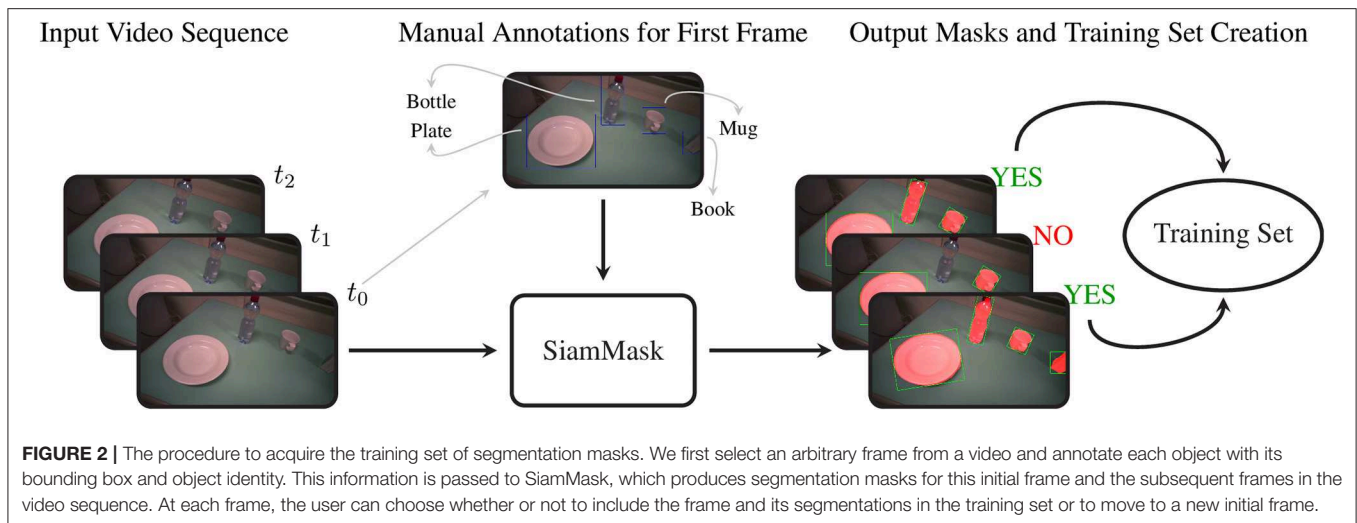 Input Video Sequence
Manual Annotations for First Frame
Output Masks and Training Set Creation
Bottle
Plate
Mug
Book
t2
t1
t0
SiamMask
YES
NO
YES
Training Set
FIGURE 2 | The procedure to acquire the training set of segmentation masks. We first select an arbitrary frame from a video and annotate each object with its
bounding box and object identity. This information is passed to SiamMask, which produces segmentation masks for this initial frame and the subsequent frames in the
video sequence. At each frame, the user can choose whether or not to include the frame and its segmentations in the training set or to move to a new initial frame.